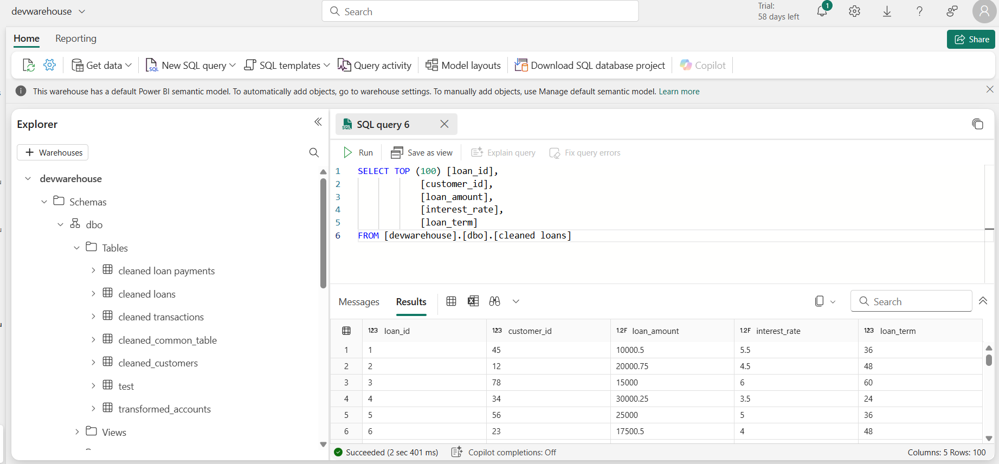 devwarehouse
Search
Trial:
58 days left
1
Home
Reporting
Share
Get data
New SQL query
SQL templates
Query activity
Model layouts
Download SQL database project
Copilot
This warehouse has a default Power BI semantic model. To automatically add objects, go to warehouse settings. To manually add objects, use Manage default semantic model. Learn more
Explorer
+ Warehouses
devwarehouse
Schemas
dbo
Tables
cleaned loan payments
cleaned loans
cleaned transactions
cleaned_common_table
cleaned_customers
test
transformed_accounts
Views
SQL query 6
Run
Save as view
Explain query
Fix query errors
1 SELECT TOP (100) [loan_id],
2 [customer_id],
3 [loan_amount],
4 [interest_rate],
5 [loan_term]
6 FROM [devwarehouse].[dbo].[cleaned loans]
Messages
Results
Search
123 loan_id 123 customer_id 1.2F loan_amount 1.2F interest_rate 123 loan_term
1 1 45 10000.5 5.5 36
2 2 12 20000.75 4.5 48
3 3 78 15000 6 60
4 4 34 30000.25 3.5 24
5 5 56 25000 5 36
6 6 23 17500.5 4 48
Succeeded (2 sec 401 ms)
Copilot completions: Off
Columns: 5 Rows: 100